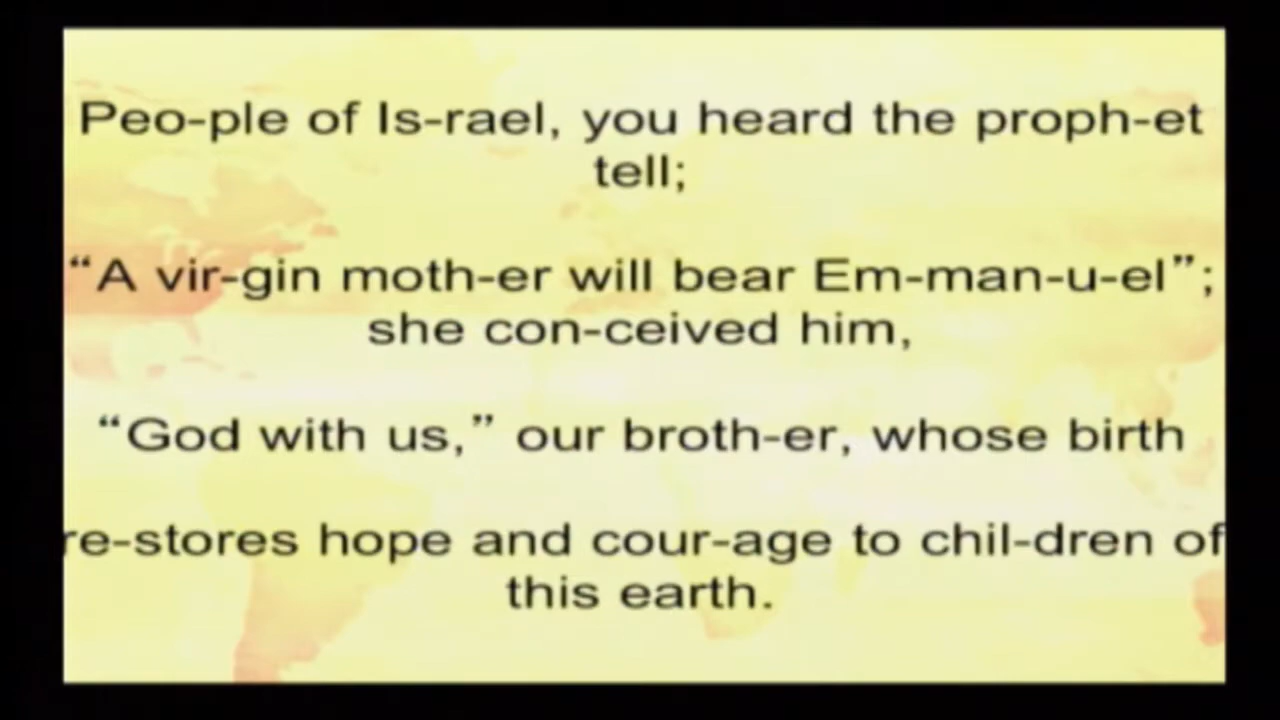 Peo-ple of Is-rael, you heard the proph-et
tell;
“A vir-gin moth-er will bear Em-man-u-el”;
she con-ceived him,
“God with us,” our broth-er, whose birth
re-stores hope and cour-age to chil-dren of
this earth.